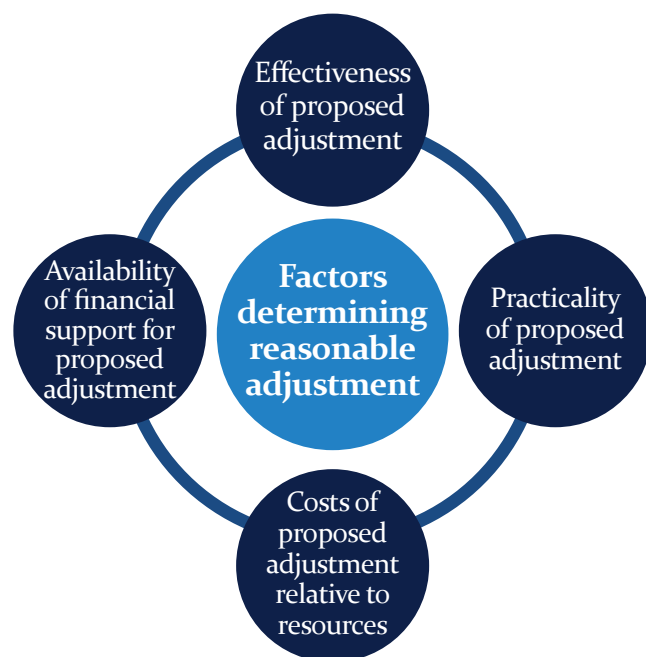 Effectiveness
of proposed
adjustment
Availability
of financial
support for
proposed
adjustment
Factors
determining
reasonable
adjustment
Practicality
of proposed
adjustment
Costs of
proposed
adjustment
relative to
resources